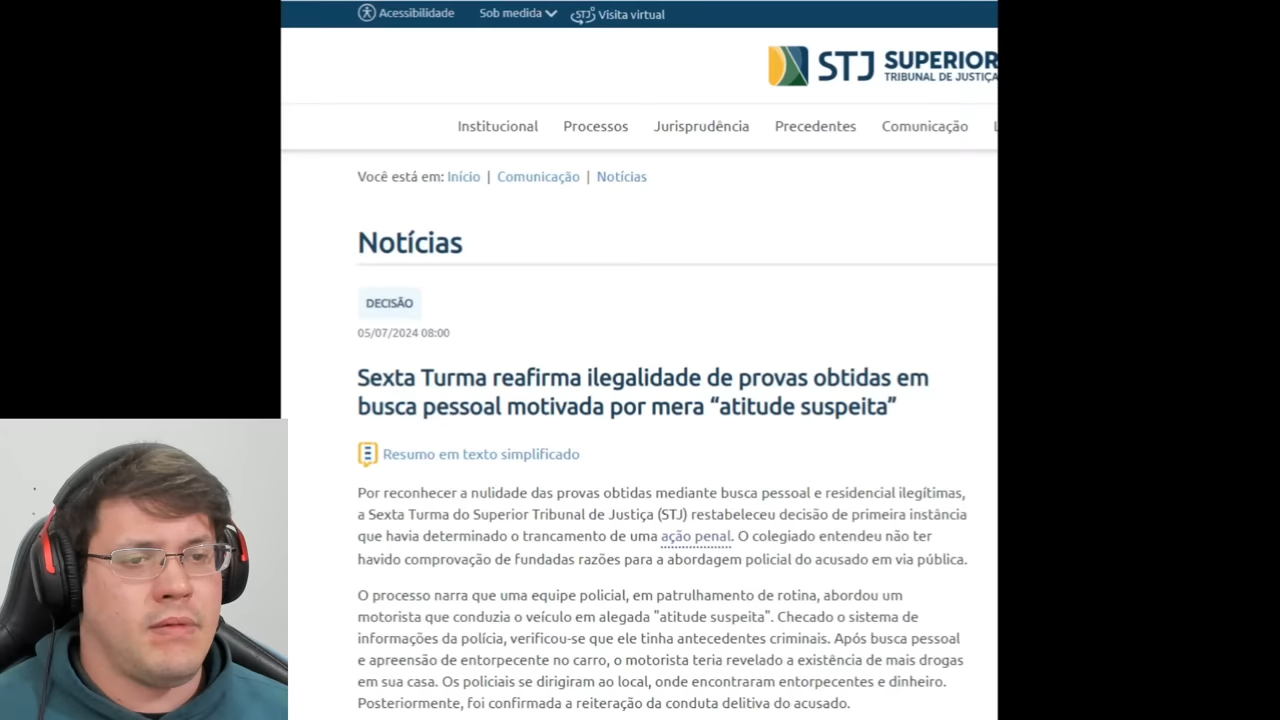 Acessibilidade Sob medida STJ Visita virtual
STJ SUPERIOR
TRIBUNAL DE JUSTIÇA
Institucional Processos Jurisprudência Precedentes Comunicação L
Você está em: Início | Comunicação | Notícias
Notícias
DECISÃO
05/07/2024 08:00
Sexta Turma reafirma ilegalidade de provas obtidas em
busca pessoal motivada por mera “atitude suspeita”
Resumo em texto simplificado
Por reconhecer a nulidade das provas obtidas mediante busca pessoal e residencial ilegítimas,
a Sexta Turma do Superior Tribunal de Justiça (STJ) restabeleceu decisão de primeira instância
que havia determinado o trancamento de uma ação penal. O colegiado entendeu não ter
havido comprovação de fundadas razões para a abordagem policial do acusado em via pública.
O processo narra que uma equipe policial, em patrulhamento de rotina, abordou um
motorista que conduzia o veículo em alegada "atitude suspeita". Checado o sistema de
informações da polícia, verificou-se que ele tinha antecedentes criminais. Após busca pessoal
e apreensão de entorpecente no carro, o motorista teria revelado a existência de mais drogas
em sua casa. Os policiais se dirigiram ao local, onde encontraram entorpecentes e dinheiro.
Posteriormente, foi confirmada a reiteração da conduta delitiva do acusado.